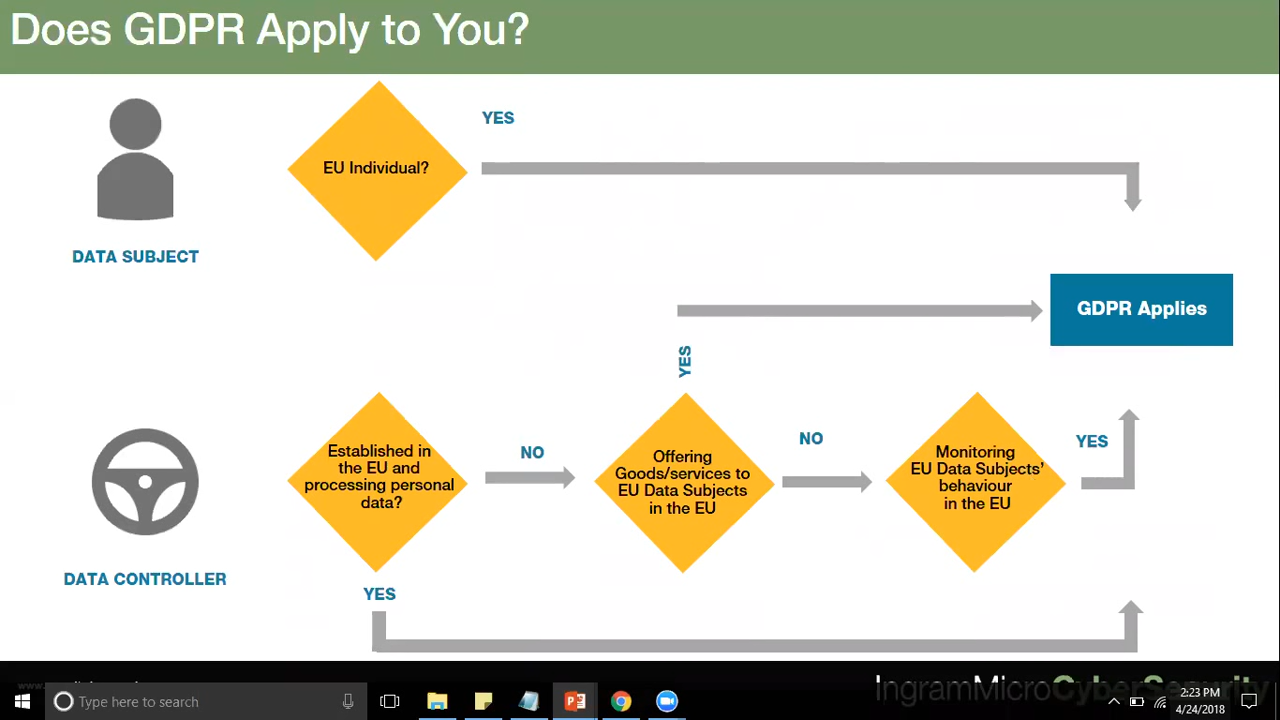 Does GDPR Apply to You?
YES
EU Individual?
DATA SUBJECT
GDPR Applies
YES
Established in
the EU and
processing personal
data?
NO
Offering
Goods/services to
EU Data Subjects
in the EU
NO
Monitoring
EU Data Subjects’
behaviour
in the EU
YES
DATA CONTROLLER
YES
IngramMicroCyberSecurity
Type here to search
2:23 PM
4/24/2018